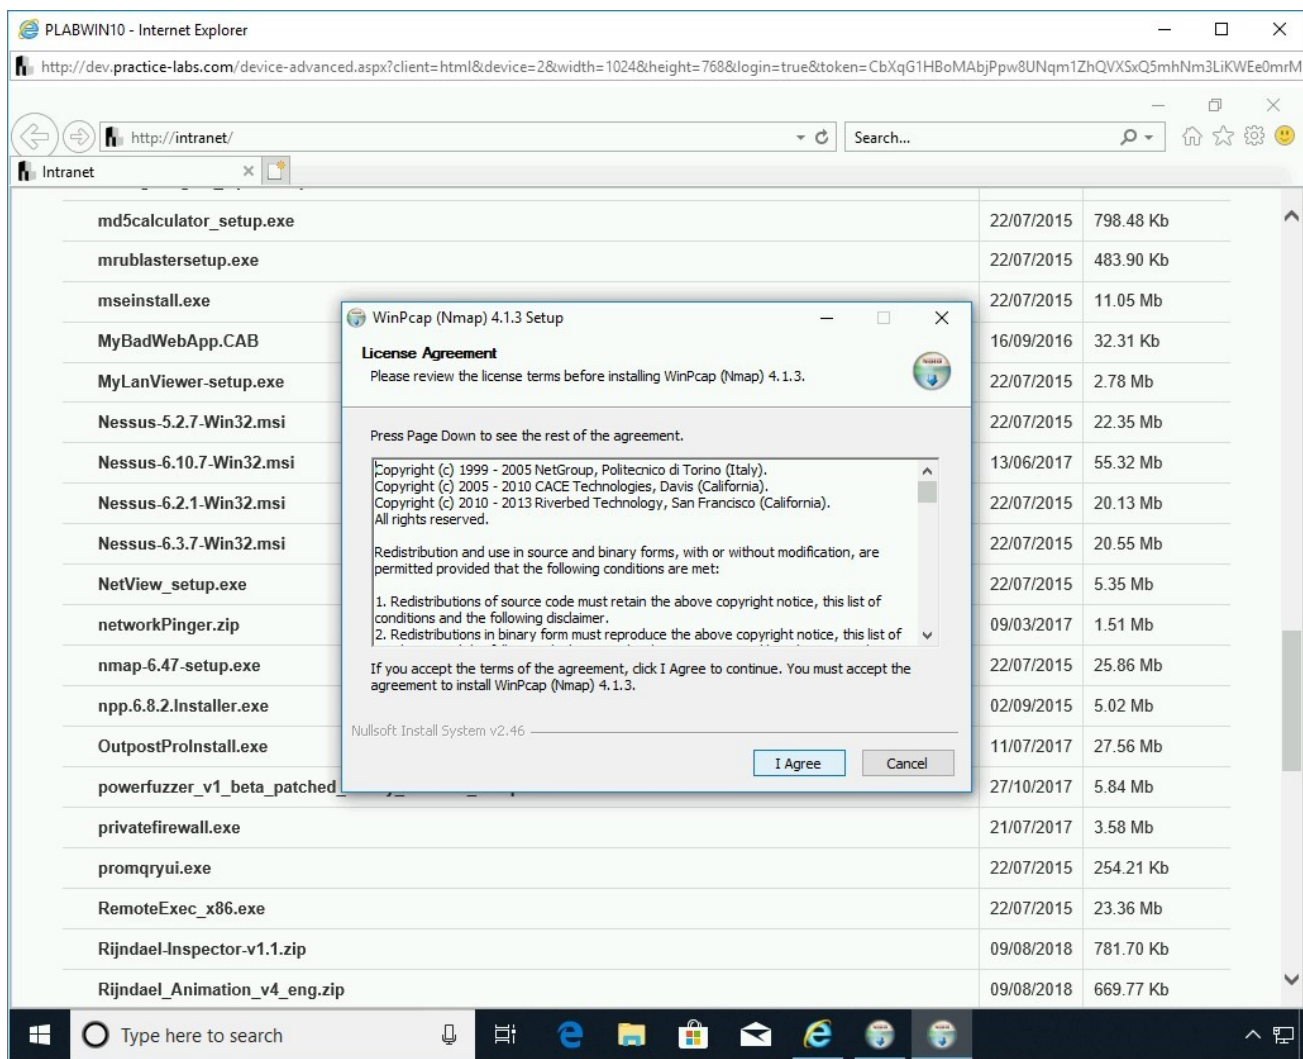 PLABWIN10 - Internet Explorer
http://dev.practice-labs.com/device-advanced.aspx?client=html&device=2&width=1024&height=768&login=true&token=CbXqG1HBoMAbjPpw8UNqm1ZhQVXSxQ5mhNm3LiKWEe0mrM
http://intranet/
Search...
Intranet
md5calculator_setup.exe 22/07/2015 798.48 Kb
mrublastersetup.exe 22/07/2015 483.90 Kb
mseinstall.exe 22/07/2015 11.05 Mb
MyBadWebApp.CAB 16/09/2016 32.31 Kb
MyLanViewer-setup.exe 22/07/2015 2.78 Mb
Nessus-5.2.7-Win32.msi 22/07/2015 22.35 Mb
Nessus-6.10.7-Win32.msi 13/06/2017 55.32 Mb
Nessus-6.2.1-Win32.msi 22/07/2015 20.13 Mb
Nessus-6.3.7-Win32.msi 22/07/2015 20.55 Mb
NetView_setup.exe 22/07/2015 5.35 Mb
networkPinger.zip 09/03/2017 1.51 Mb
nmap-6.47-setup.exe 22/07/2015 25.86 Mb
npp.6.8.2.Installer.exe 02/09/2015 5.02 Mb
OutpostProInstall.exe 11/07/2017 27.56 Mb
powerfuzzer_v1_beta_patched_ 27/10/2017 5.84 Mb
privatefirewall.exe 21/07/2017 3.58 Mb
promqryui.exe 22/07/2015 254.21 Kb
RemoteExec_x86.exe 22/07/2015 23.36 Mb
Rijndael-Inspector-v1.1.zip 09/08/2018 781.70 Kb
Rijndael_Animation_v4_eng.zip 09/08/2018 669.77 Kb
WinPcap (Nmap) 4.1.3 Setup
License Agreement
Please review the license terms before installing WinPcap (Nmap) 4.1.3.
Press Page Down to see the rest of the agreement.
Copyright (c) 1999 - 2005 NetGroup, Politecnico di Torino (Italy).
Copyright (c) 2005 - 2010 CACE Technologies, Davis (California).
Copyright (c) 2010 - 2013 Riverbed Technology, San Francisco (California).
All rights reserved.
Redistribution and use in source and binary forms, with or without modification, are
permitted provided that the following conditions are met:
1. Redistributions of source code must retain the above copyright notice, this list of
conditions and the following disclaimer.
2. Redistributions in binary form must reproduce the above copyright notice, this list of
If you accept the terms of the agreement, click I Agree to continue. You must accept the
agreement to install WinPcap (Nmap) 4.1.3.
Nullsoft Install System v2.46
I Agree Cancel
Type here to search